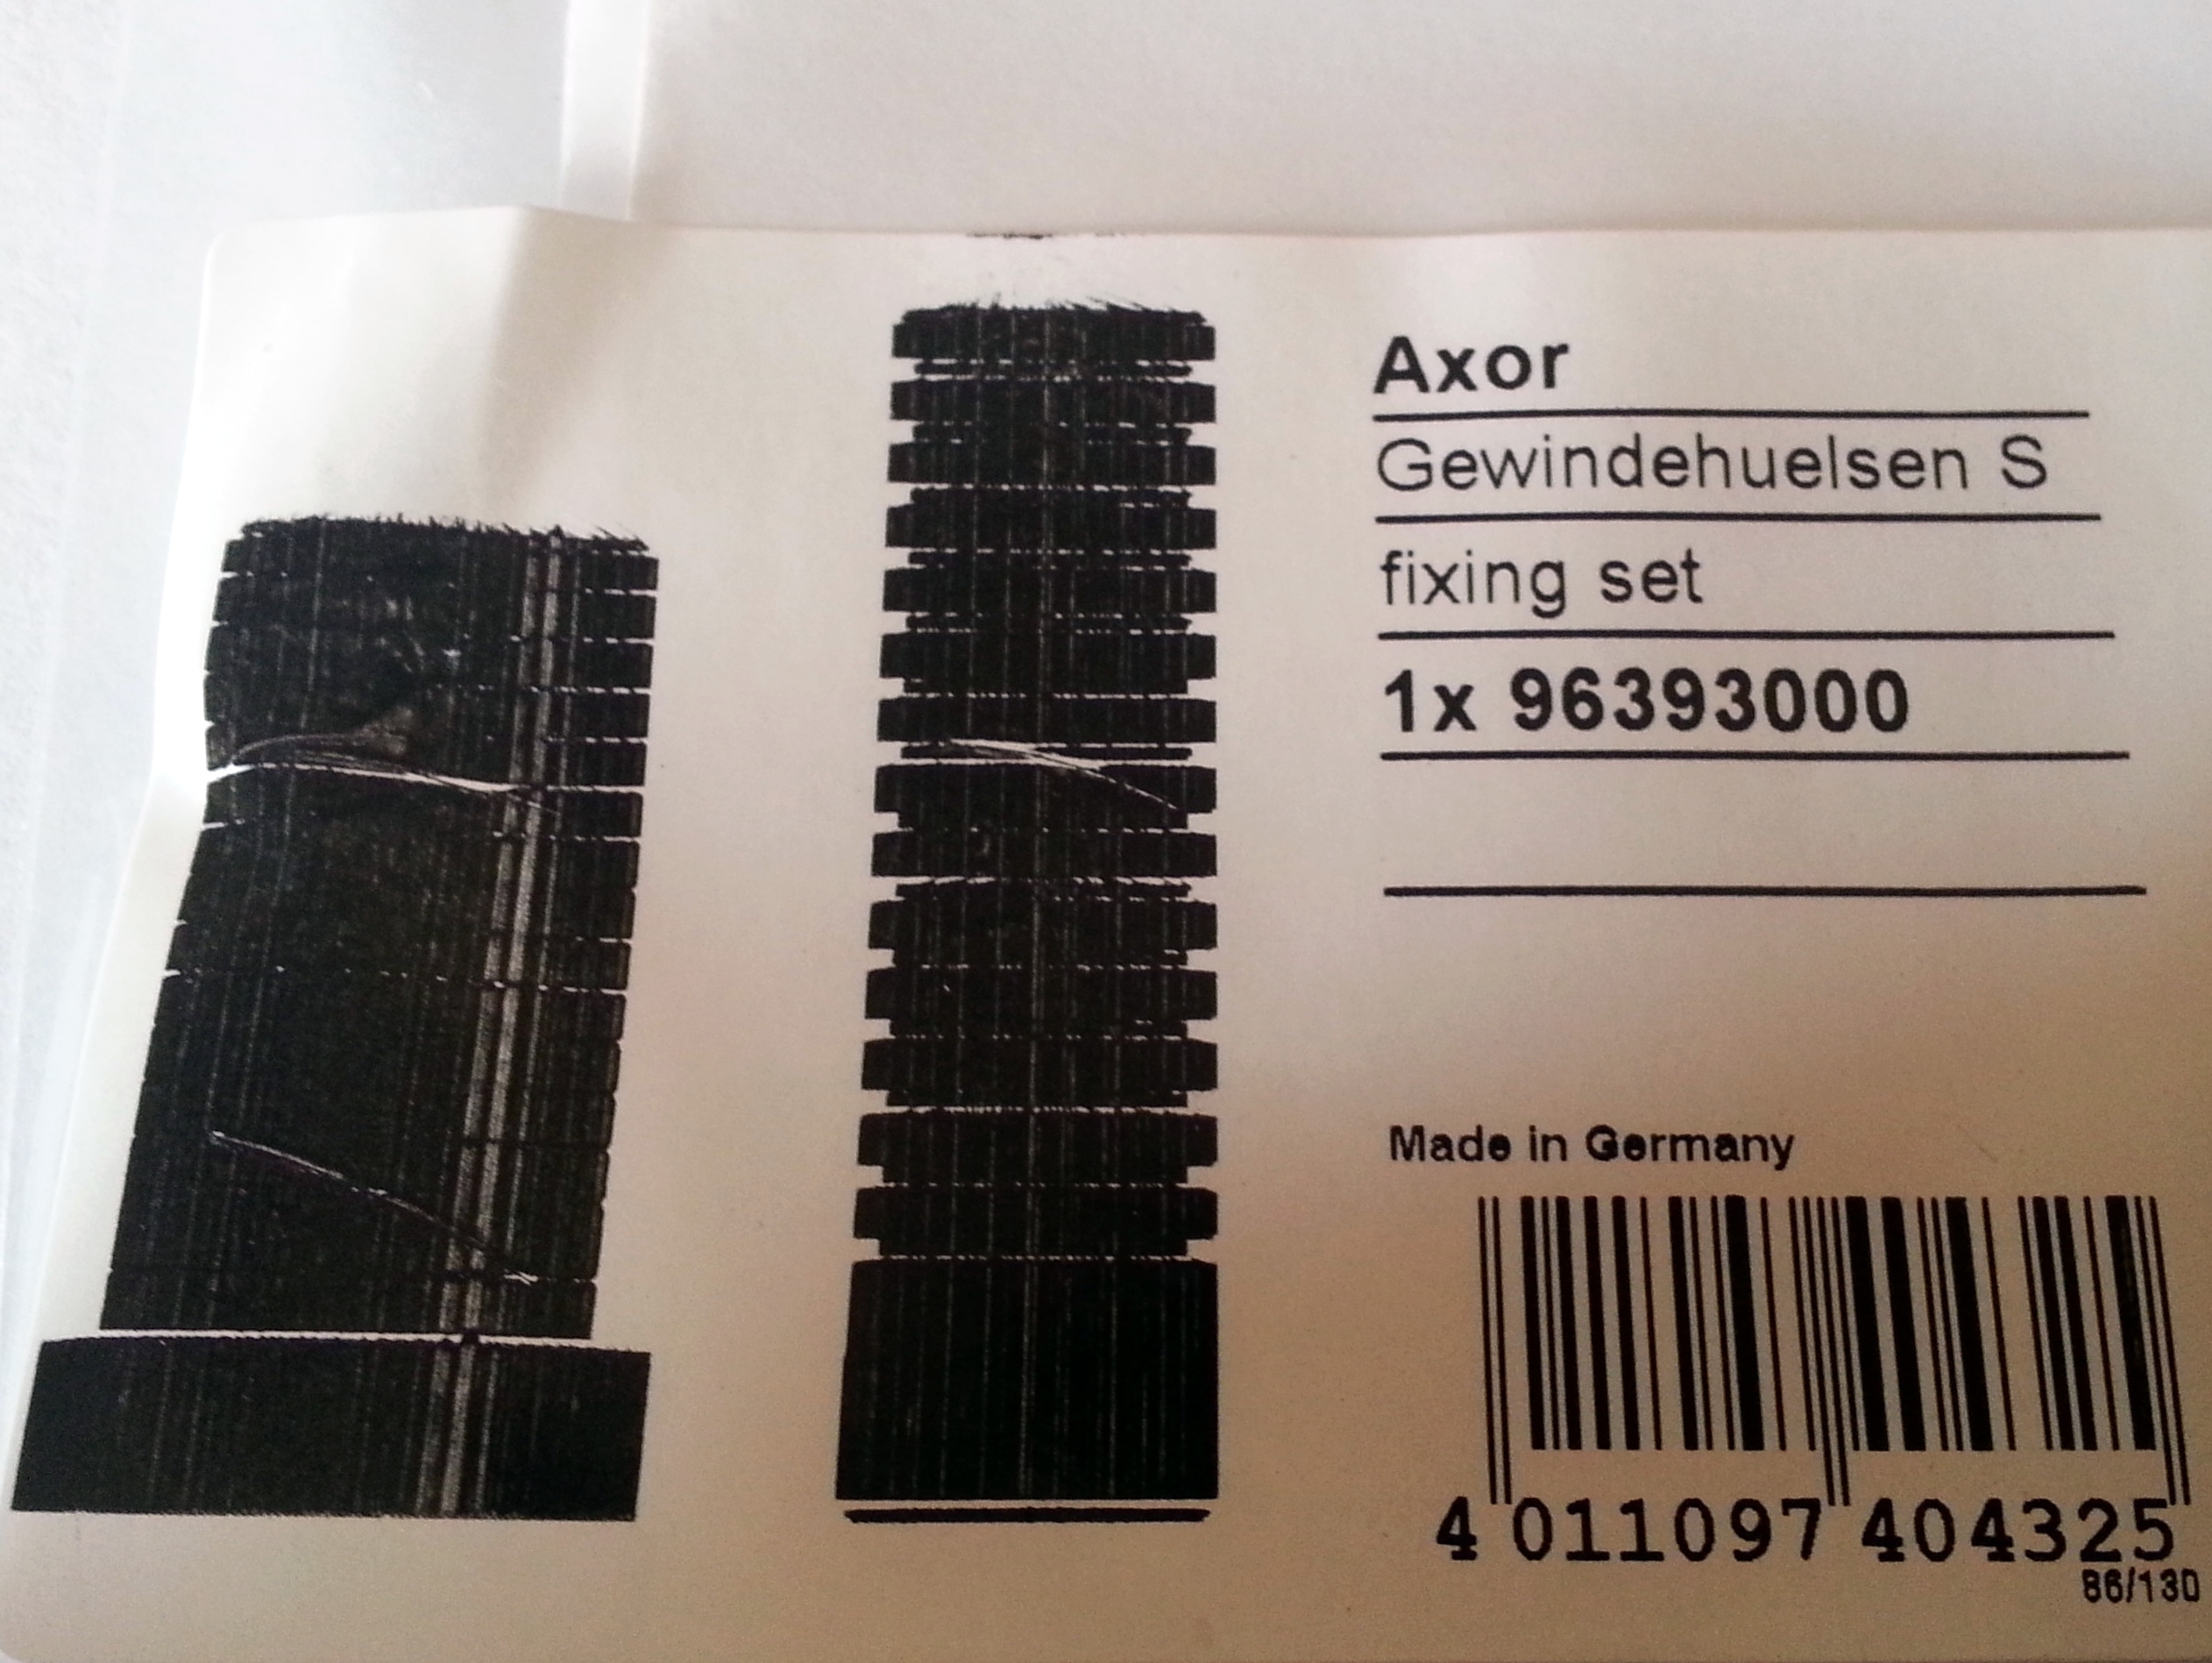 Axor
Gewindehuelsen S
fixing set
1x 96393000
Made in Germany
4 011097 404325
86/130